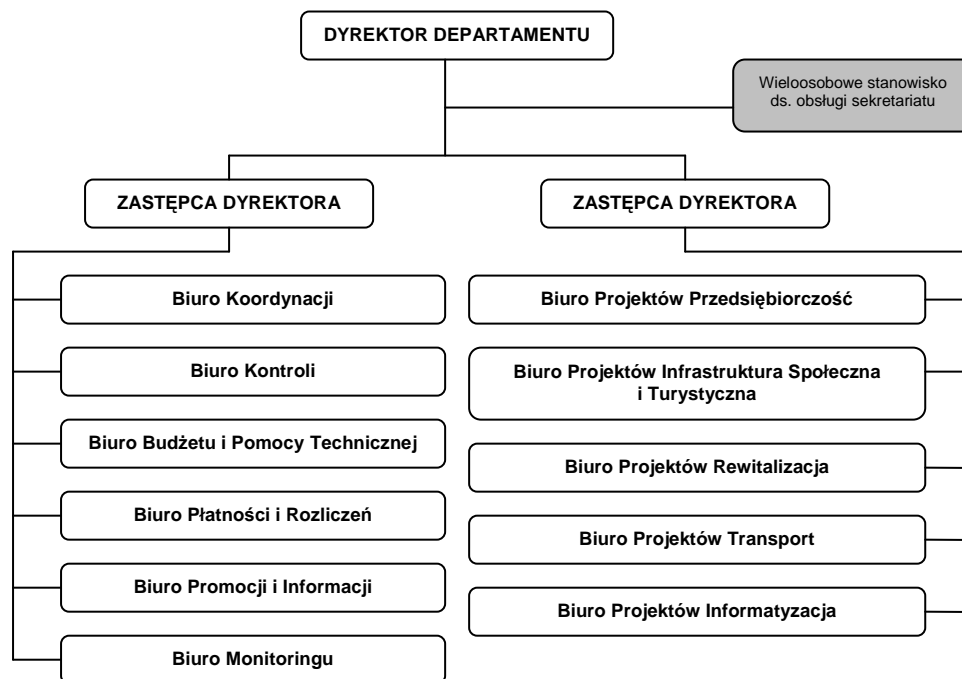 DYREKTOR DEPARTAMENTU
Wieloosobowe stanowisko
ds. obsługi sekretariatu
ZASTĘPCA DYREKTORA
ZASTĘPCA DYREKTORA
Biuro Koordynacji
Biuro Kontroli
Biuro Budżetu i Pomocy Technicznej
Biuro Płatności i Rozliczeń
Biuro Promocji i Informacji
Biuro Monitoringu
Biuro Projektów Przedsiębiorczość
Biuro Projektów Infrastruktura Społeczna
i Turystyczna
Biuro Projektów Rewitalizacja
Biuro Projektów Transport
Biuro Projektów Informatyzacja